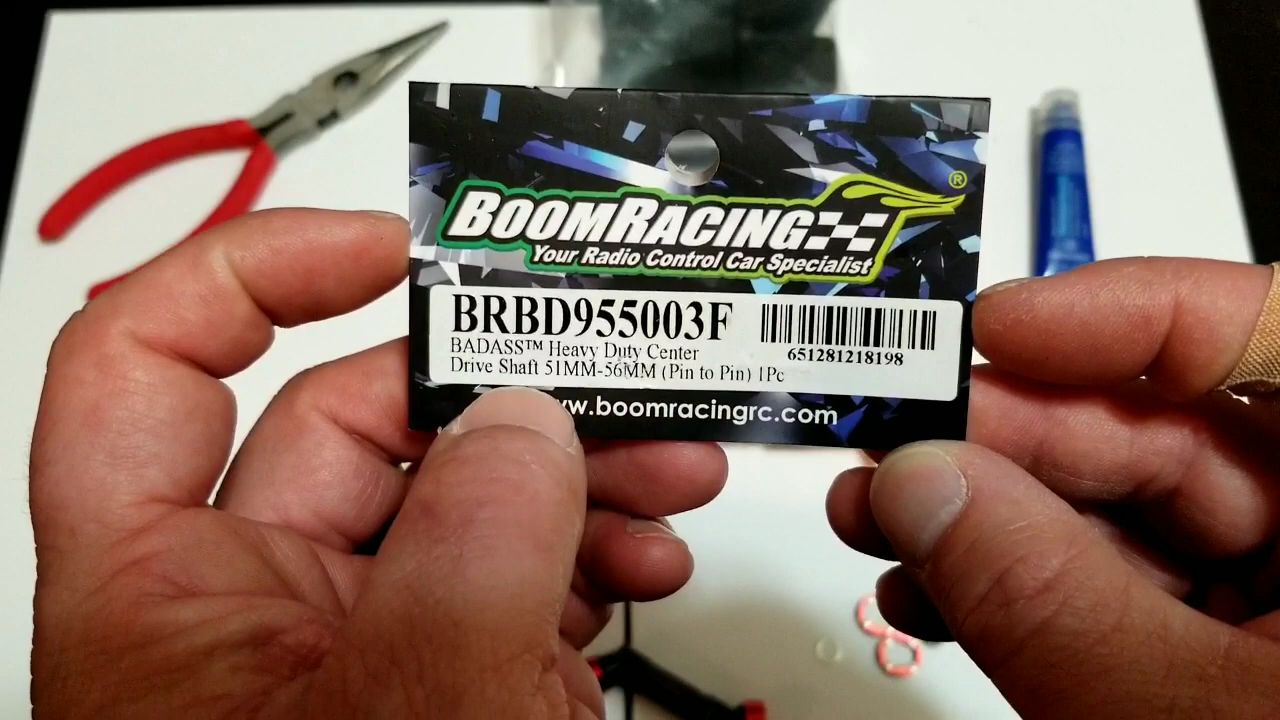 BOOMRACING ®
Your Radio Control Car Specialist
BRBD955003F
BADASS™ Heavy Duty Center
Drive Shaft 51MM-56MM (Pin to Pin) 1Pc
651281218198
w.boomracingrc.com